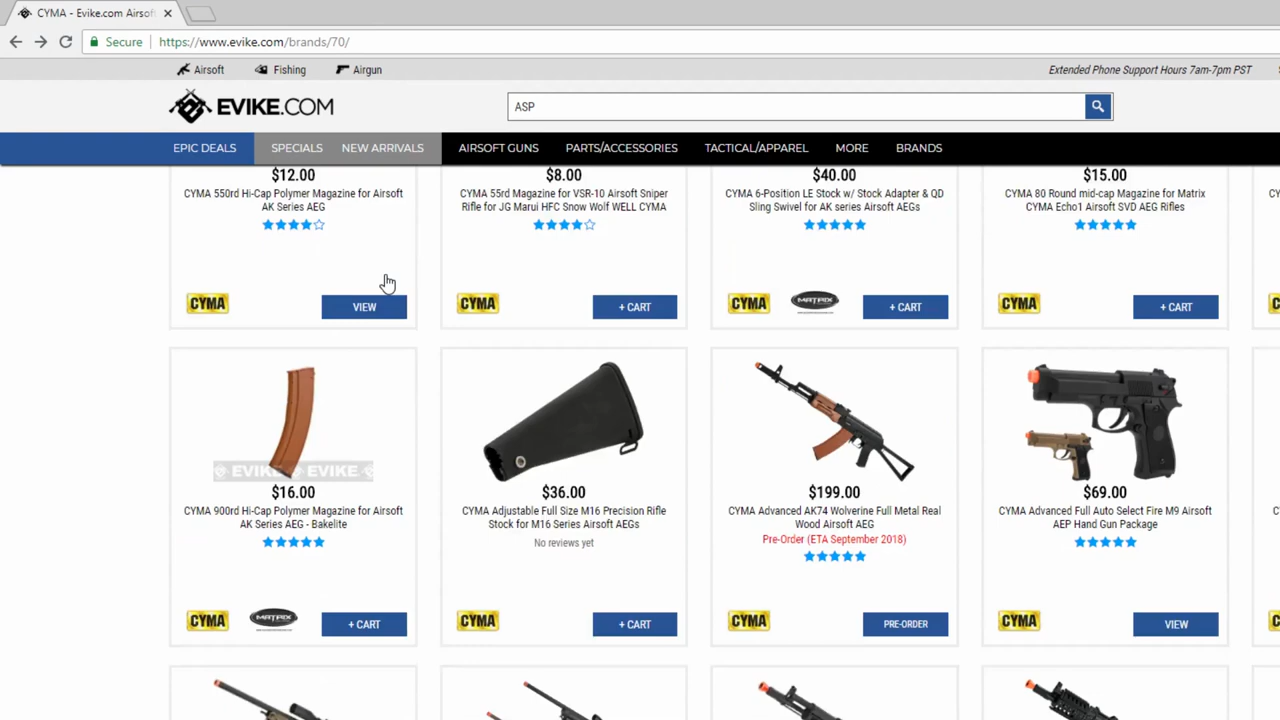 CYMA - Evike.com Airsof
Secure https://www.evike.com/brands/70/
Airsoft Fishing Airgun Extended Phone Support Hours 7am-7pm PST
EVIKE.COM ASP
EPIC DEALS SPECIALS NEW ARRIVALS AIRSOFT GUNS PARTS/ACCESSORIES TACTICAL/APPAREL MORE BRANDS
$12.00
CYMA 550rd Hi-Cap Polymer Magazine for Airsoft
AK Series AEG
CYMA VIEW
$8.00
CYMA 55rd Magazine for VSR-10 Airsoft Sniper
Rifle for JG Marui HFC Snow Wolf WELL CYMA
CYMA + CART
$40.00
CYMA 6-Position LE Stock w/ Stock Adapter & QD
Sling Swivel for AK series Airsoft AEGs
CYMA MATRIX + CART
$15.00
CYMA 80 Round mid-cap Magazine for Matrix
CYMA Echo1 Airsoft SVD AEG Rifles
CYMA + CART
EVIKE EVIKE
$16.00
CYMA 900rd Hi-Cap Polymer Magazine for Airsoft
AK Series AEG - Bakelite
CYMA MATRIX + CART
$36.00
CYMA Adjustable Full Size M16 Precision Rifle
Stock for M16 Series Airsoft AEGs
No reviews yet
CYMA + CART
$199.00
CYMA Advanced AK74 Wolverine Full Metal Real
Wood Airsoft AEG
Pre-Order (ETA September 2018)
CYMA PRE-ORDER
$69.00
CYMA Advanced Full Auto Select Fire M9 Airsoft
AEP Hand Gun Package
CYMA VIEW